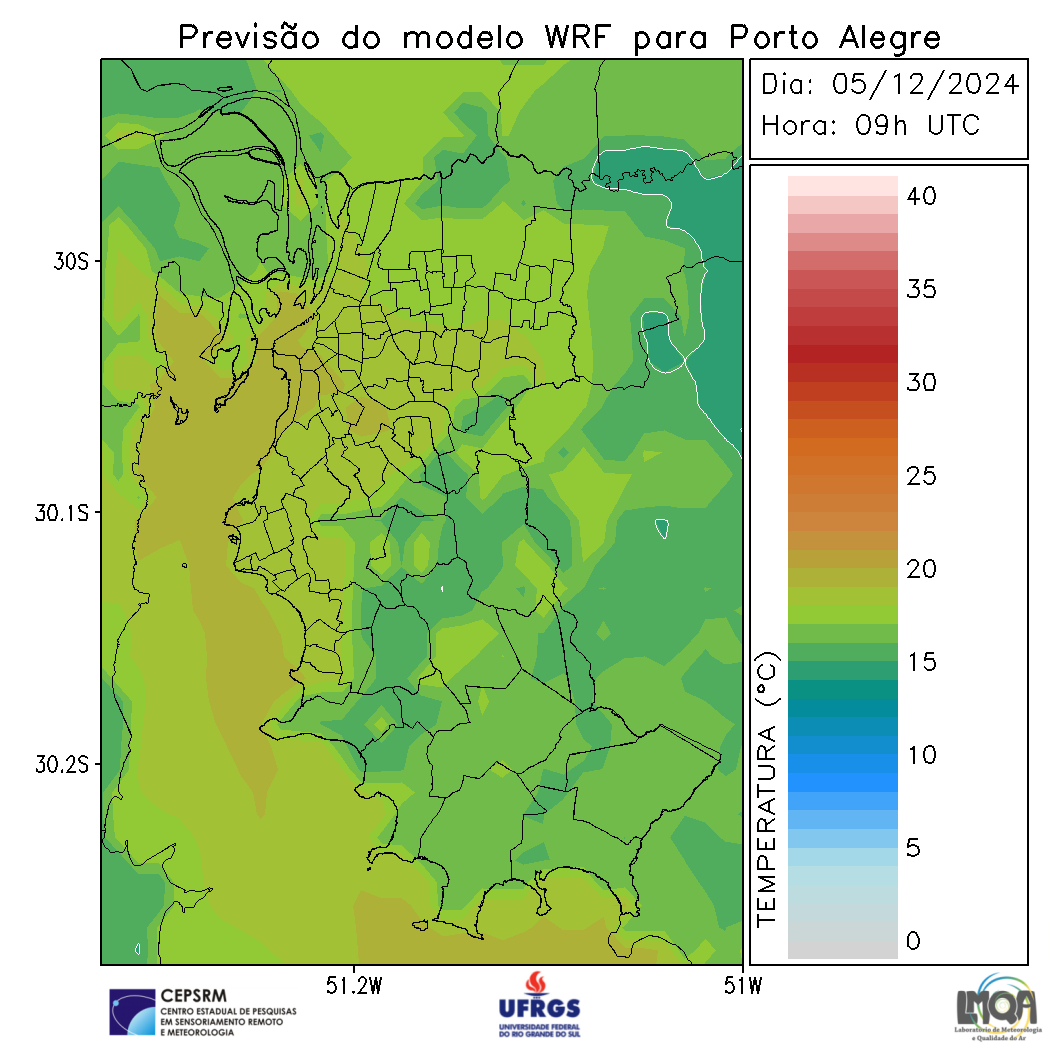 Previsão do modelo WRF para Porto Alegre
Dia: 05/12/2024
Hora: 09h UTC
40
35
30
25
20
15
10
5
0
TEMPERATURA (°C)
30S
30.1S
30.2S
51.2W
51W
CEPSRM
CENTRO ESTADUAL DE PESQUISAS
EM SENSORIAMENTO REMOTO
E METEOROLOGIA
UFRGS
UNIVERSIDADE FEDERAL
DO RIO GRANDE DO SUL
LMQA
Laboratório de Meteorologia
e Qualidade do Ar